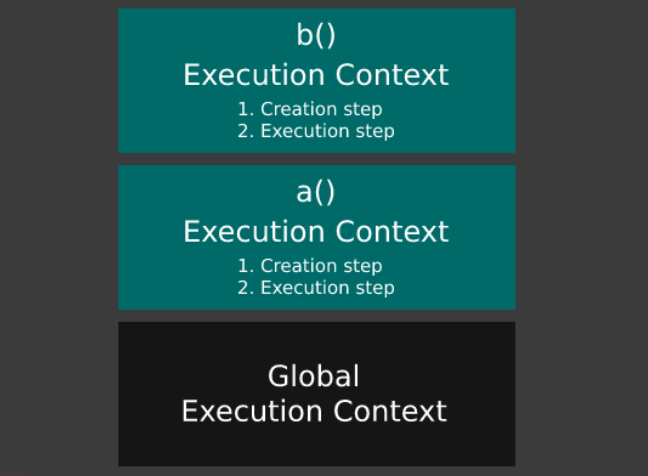 b()
Execution Context
1. Creation step
2. Execution step
a()
Execution Context
1. Creation step
2. Execution step
Global
Execution Context